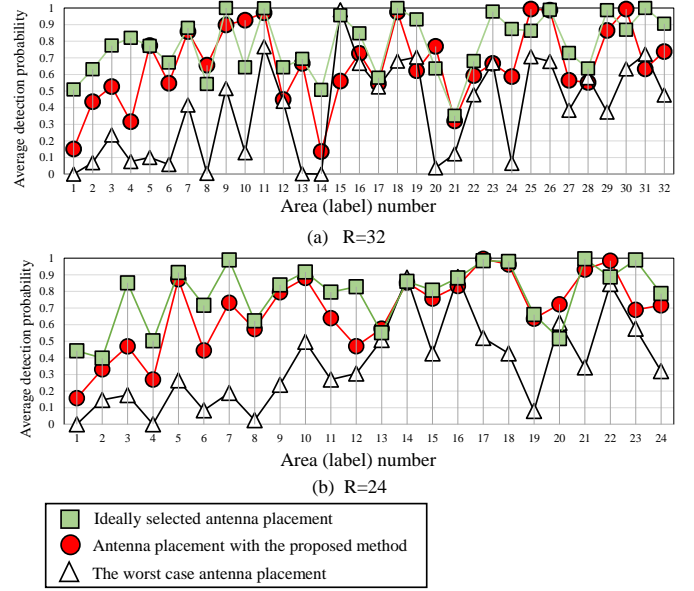 Average detection probability
1
0.9
0.8
0.7
0.6
0.5
0.4
0.3
0.2
0.1
0
1 2 3 4 5 6 7 8 9 10 11 12 13 14 15 16 17 18 19 20 21 22 23 24 25 26 27 28 29 30 31 32
Area (label) number
(a) R=32
Average detection probability
1
0.9
0.8
0.7
0.6
0.5
0.4
0.3
0.2
0.1
0
1 2 3 4 5 6 7 8 9 10 11 12 13 14 15 16 17 18 19 20 21 22 23 24
Area (label) number
(b) R=24
Ideally selected antenna placement
Antenna placement with the proposed method
The worst case antenna placement